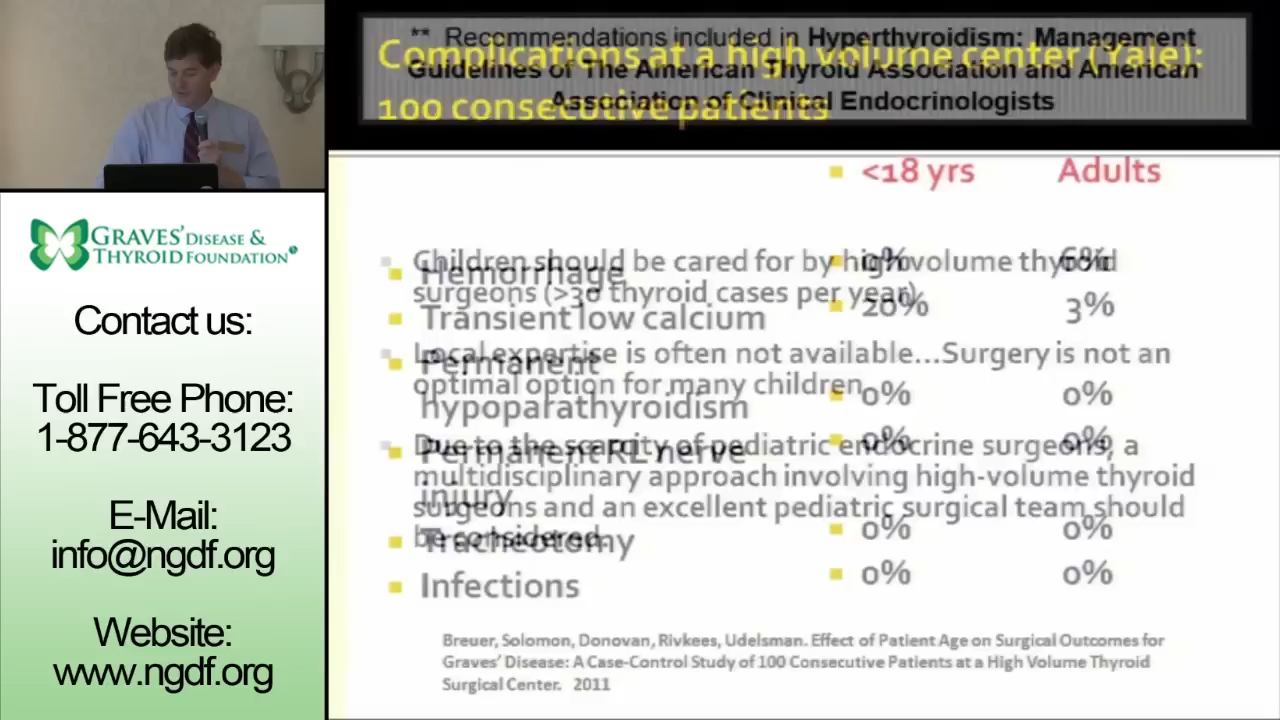 GRAVES' DISEASE &
THYROID FOUNDATION
Contact us:
Toll Free Phone:
1-877-643-3123
E-Mail:
info@ngdf.org
Website:
www.ngdf.org
** Recommendations included in Hyperthyroidism: Management
Guidelines of The American Thyroid Association and American
Association of Clinical Endocrinologists
Complications at a high volume center (Yale):
100 consecutive patients
<18 yrs Adults
Children should be cared for by high volume thyroid
surgeons (>30 thyroid cases per year)
Local expertise is often not available...Surgery is not an
optimal option for many children
Due to the scarcity of pediatric endocrine surgeons, a
multidisciplinary approach involving high-volume thyroid
surgeons and an excellent pediatric surgical team should
be considered.
Hemorrhage 0% 6%
Transient low calcium 20% 3%
Permanent
hypoparathyroidism 0% 0%
Permanent RL nerve 0% 0%
injury
Tracheotomy 0% 0%
Infections 0% 0%
Breuer, Solomon, Donovan, Rivkees, Udelsman. Effect of Patient Age on Surgical Outcomes for
Graves' Disease: A Case-Control Study of 100 Consecutive Patients at a High Volume Thyroid
Surgical Center. 2011